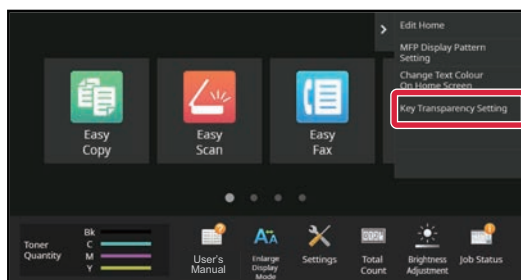 Edit Home
MFP Display Pattern
Setting
Change Text Colour
On Home Screen
Key Transparency Setting
Easy
Copy
Easy
Scan
Easy
Fax
Toner
Quantity
Bk
C
M
Y
User's
Manual
Enlarge
Display
Mode
Settings
Total
Count
Brightness
Adjustment
Job Status